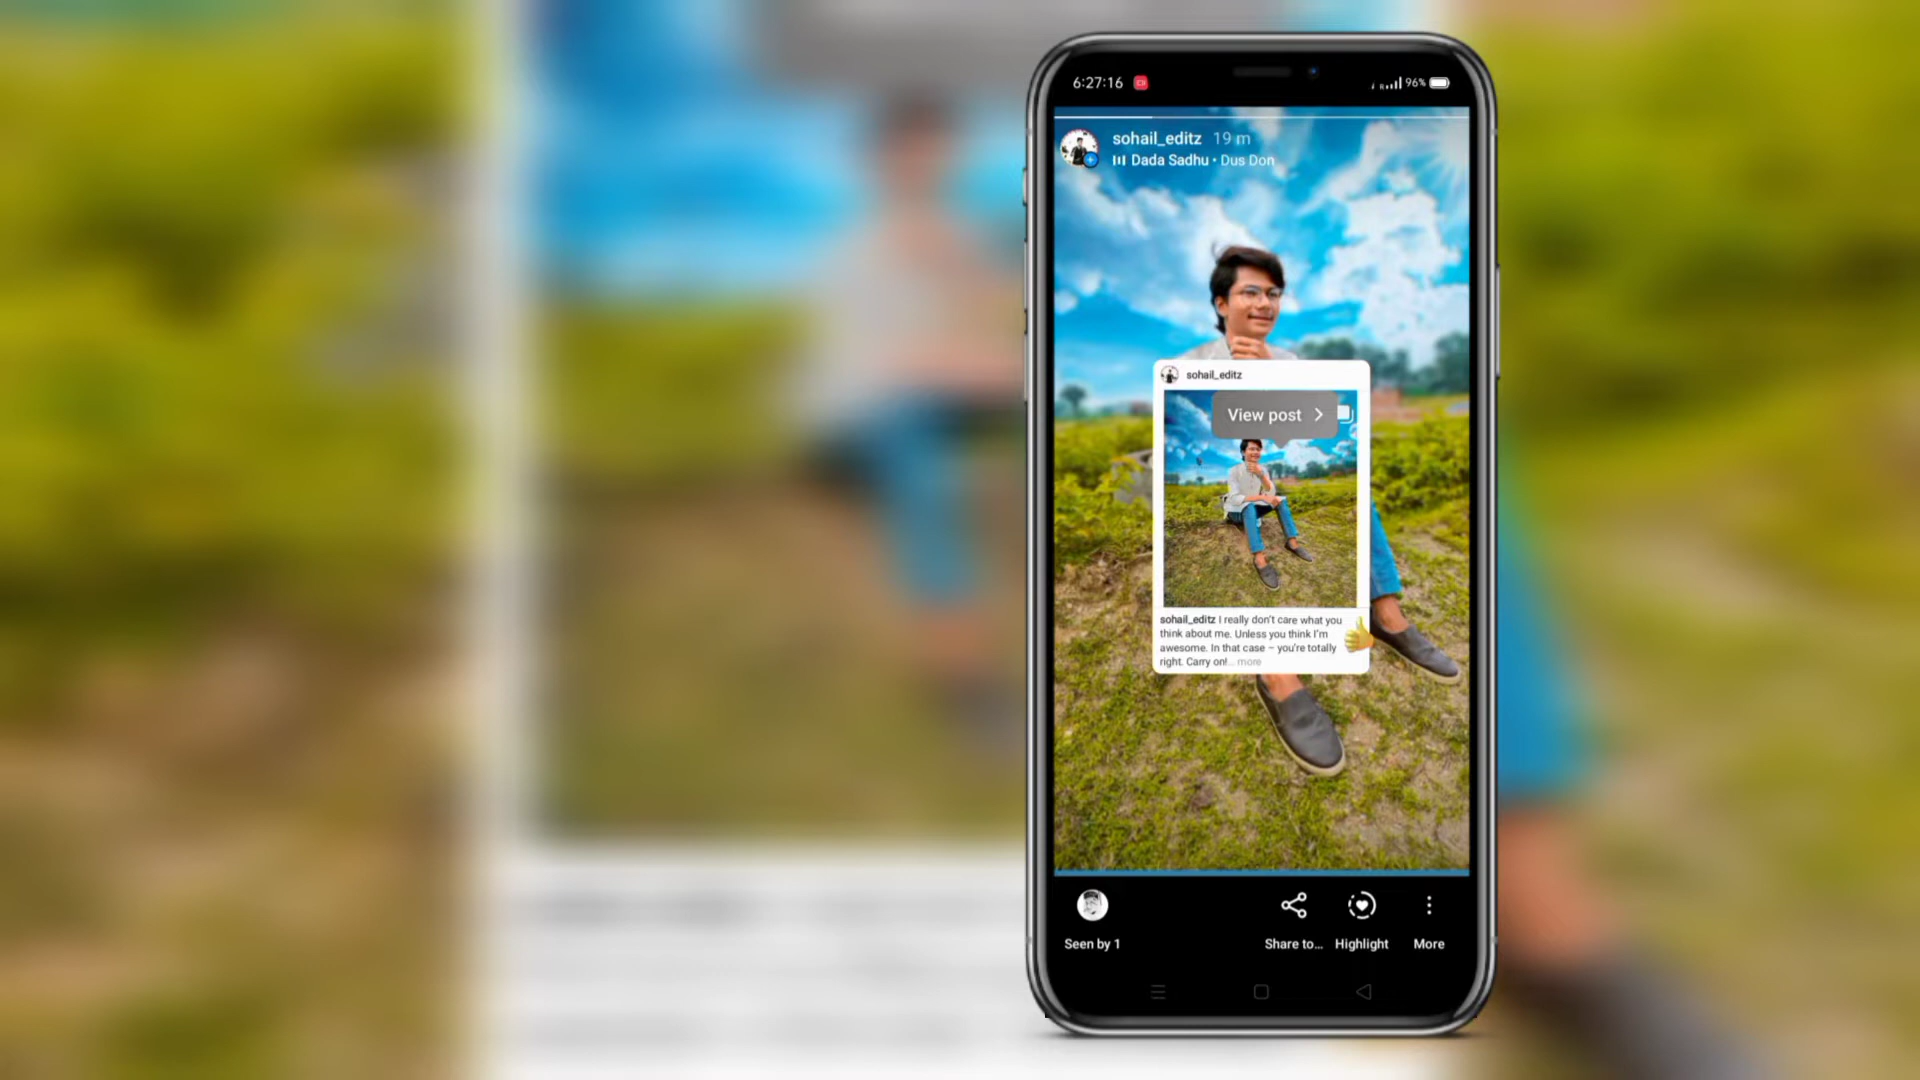 6:27:16
96%
sohail_editz 19 m
Dada Sadhu • Dus Don
sohail_editz
View post
sohail_editz I really don't care what you
think about me. Unless you think I'm
awesome. In that case – you're totally
right. Carry on!... more
Seen by 1
Share to...
Highlight
More